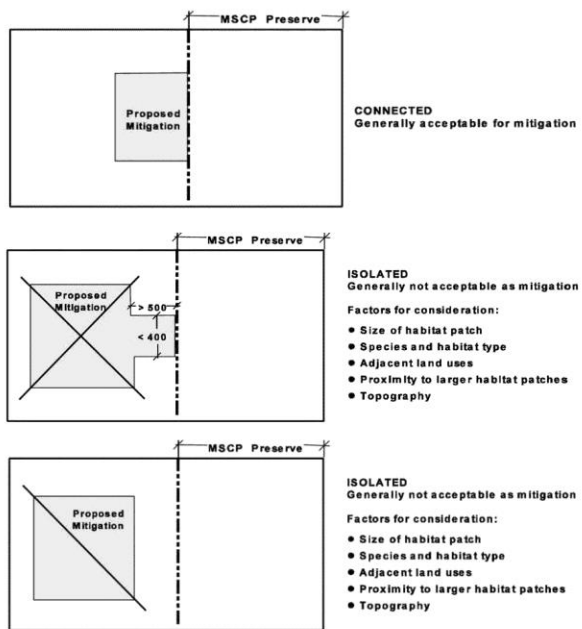 MSCP Preserve
Proposed
Mitigation
CONNECTED
Generally acceptable for mitigation
MSCP Preserve
Proposed
Mitigation
> 500
< 400
ISOLATED
Generally not acceptable as mitigation
Factors for consideration:
● Size of habitat patch
● Species and habitat type
● Adjacent land uses
● Proximity to larger habitat patches
● Topography
MSCP Preserve
Proposed
Mitigation
ISOLATED
Generally not acceptable as mitigation
Factors for consideration:
● Size of habitat patch
● Species and habitat type
● Adjacent land uses
● Proximity to larger habitat patches
● Topography